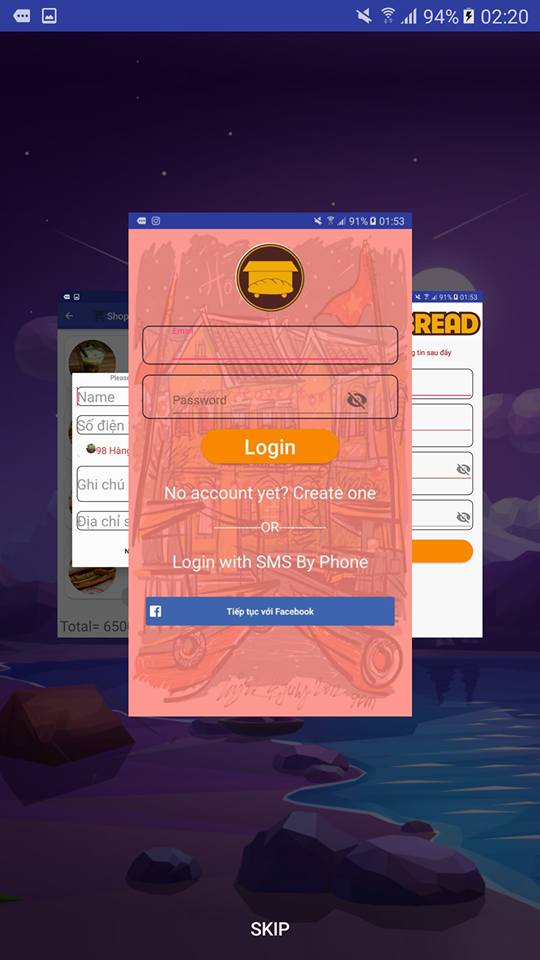 94% 02:20
91% 01:53
Email
Password
Login
No account yet? Create one
OR
Login with SMS By Phone
Tiếp tục với Facebook
Shop
Name
Số điện
98 Hàng
Ghi chú
Địa chỉ s
Total= 650
91% 01:53
BREAD
tin sau đây
SKIP